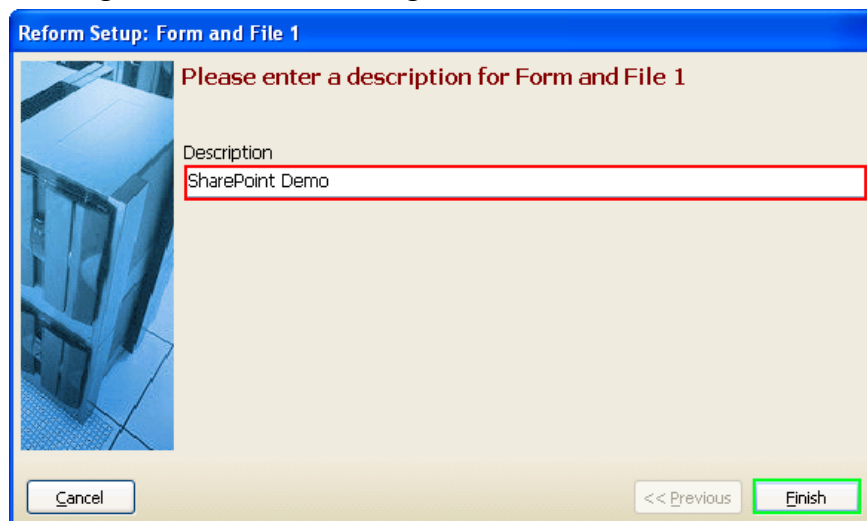 Reform Setup: Form and File 1
Please enter a description for Form and File 1
Description
SharePoint Demo
Cancel
<< Previous
Finish